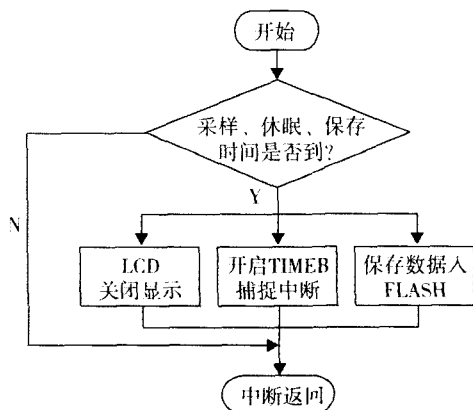 开始
采样、休眠、保存
时间是否到?
N
Y
LCD
关闭显示
开启TIMEB
捕捉中断
保存数据入
FLASH
中断返回